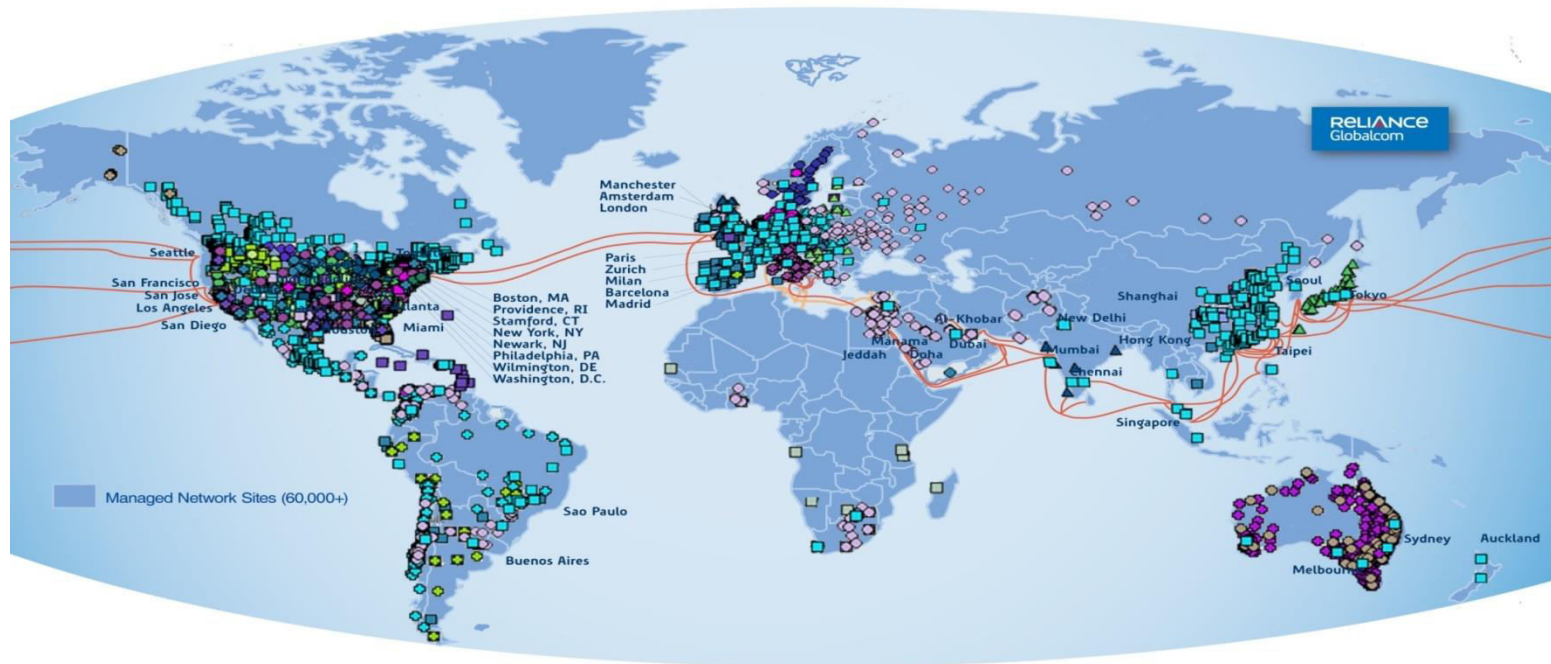 RELIANCE
Globalcom
Manchester
Amsterdam
London
Seattle
San Francisco
San Jose
Los Angeles
San Diego
Miami
Paris
Zurich
Milan
Barcelona
Madrid
Boston, MA
Providence, RI
Stamford, CT
New York, NY
Newark, NJ
Philadelphia, PA
Wilmington, DE
Washington, D.C.
Seoul
Tokyo
Shanghai
Al-Khobar
New Delhi
Manama
Dubai
Mumbai
Hong Kong
Jeddah
Doha
Taipei
Chennai
Singapore
Managed Network Sites (60,000+)
Sao Paulo
Buenos Aires
Sydney
Auckland